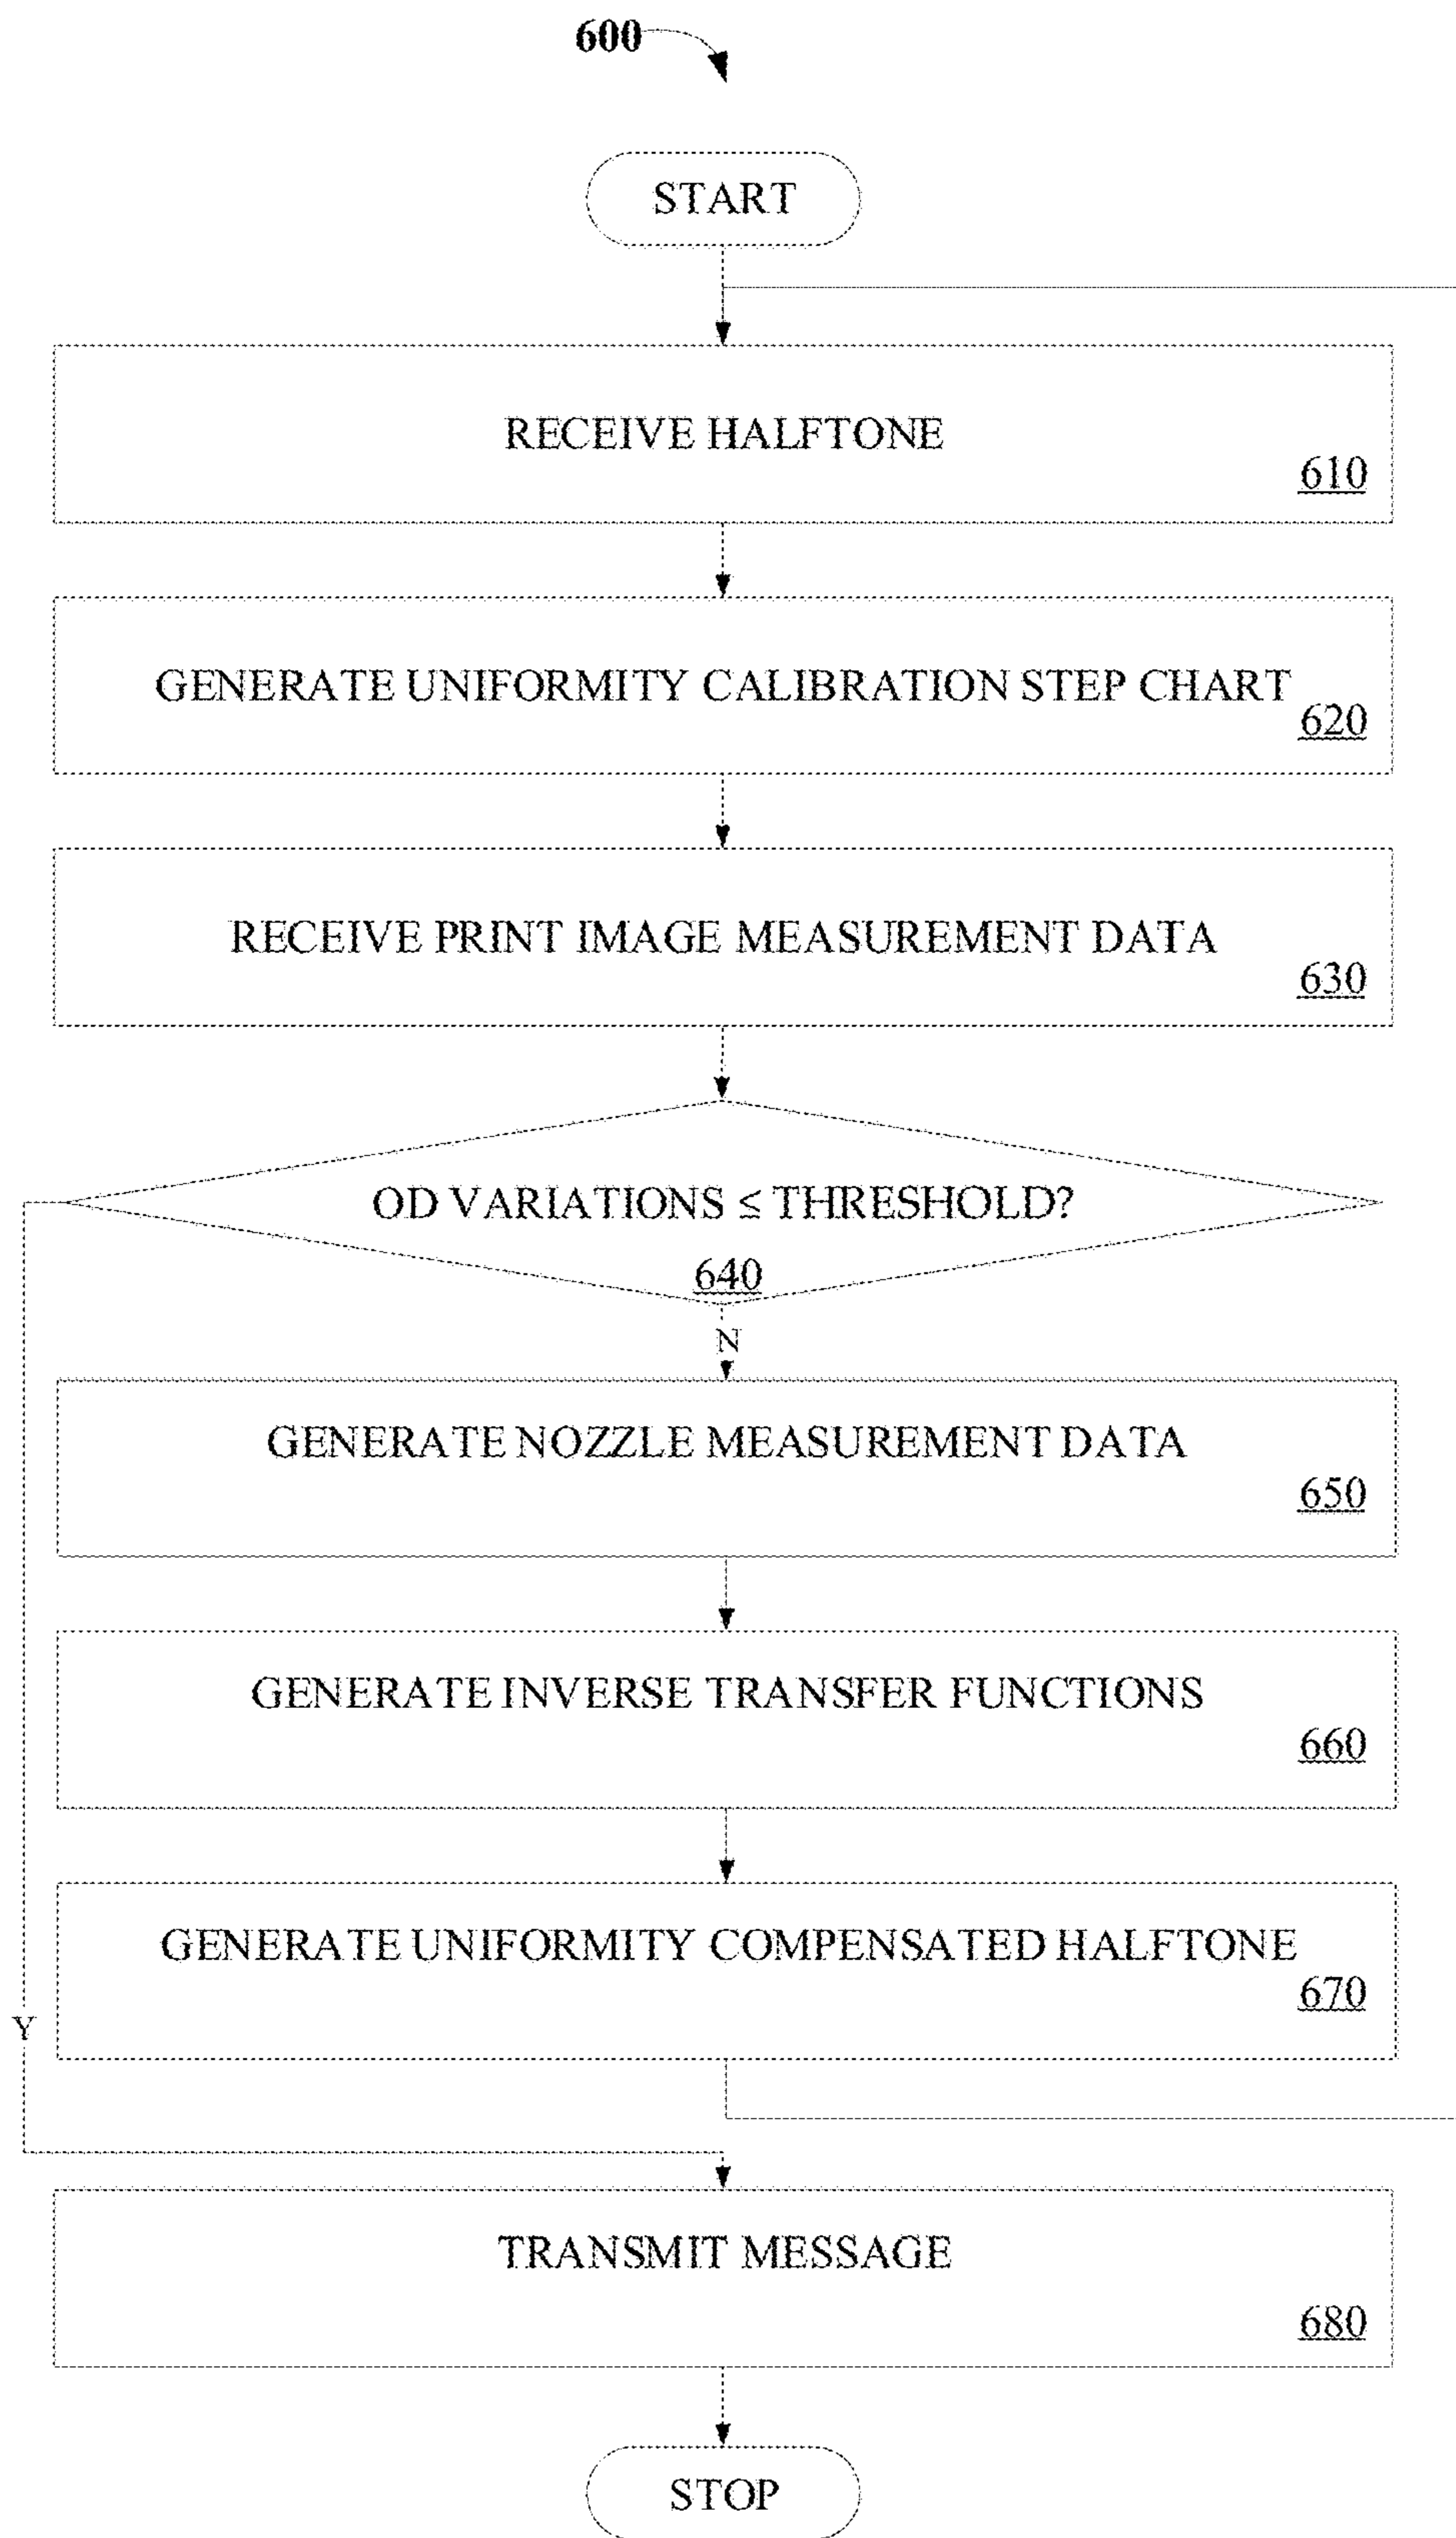 600
START
RECEIVE HALFTONE
610
GENERATE UNIFORMITY CALIBRATION STEP CHART
620
RECEIVE PRINT IMAGE MEASUREMENT DATA
630
OD VARIATIONS ≤ THRESHOLD?
640
N
GENERATE NOZZLE MEASUREMENT DATA
650
GENERATE INVERSE TRANSFER FUNCTIONS
660
GENERATE UNIFORMITY COMPENSATED HALFTONE
670
Y
TRANSMIT MESSAGE
680
STOP